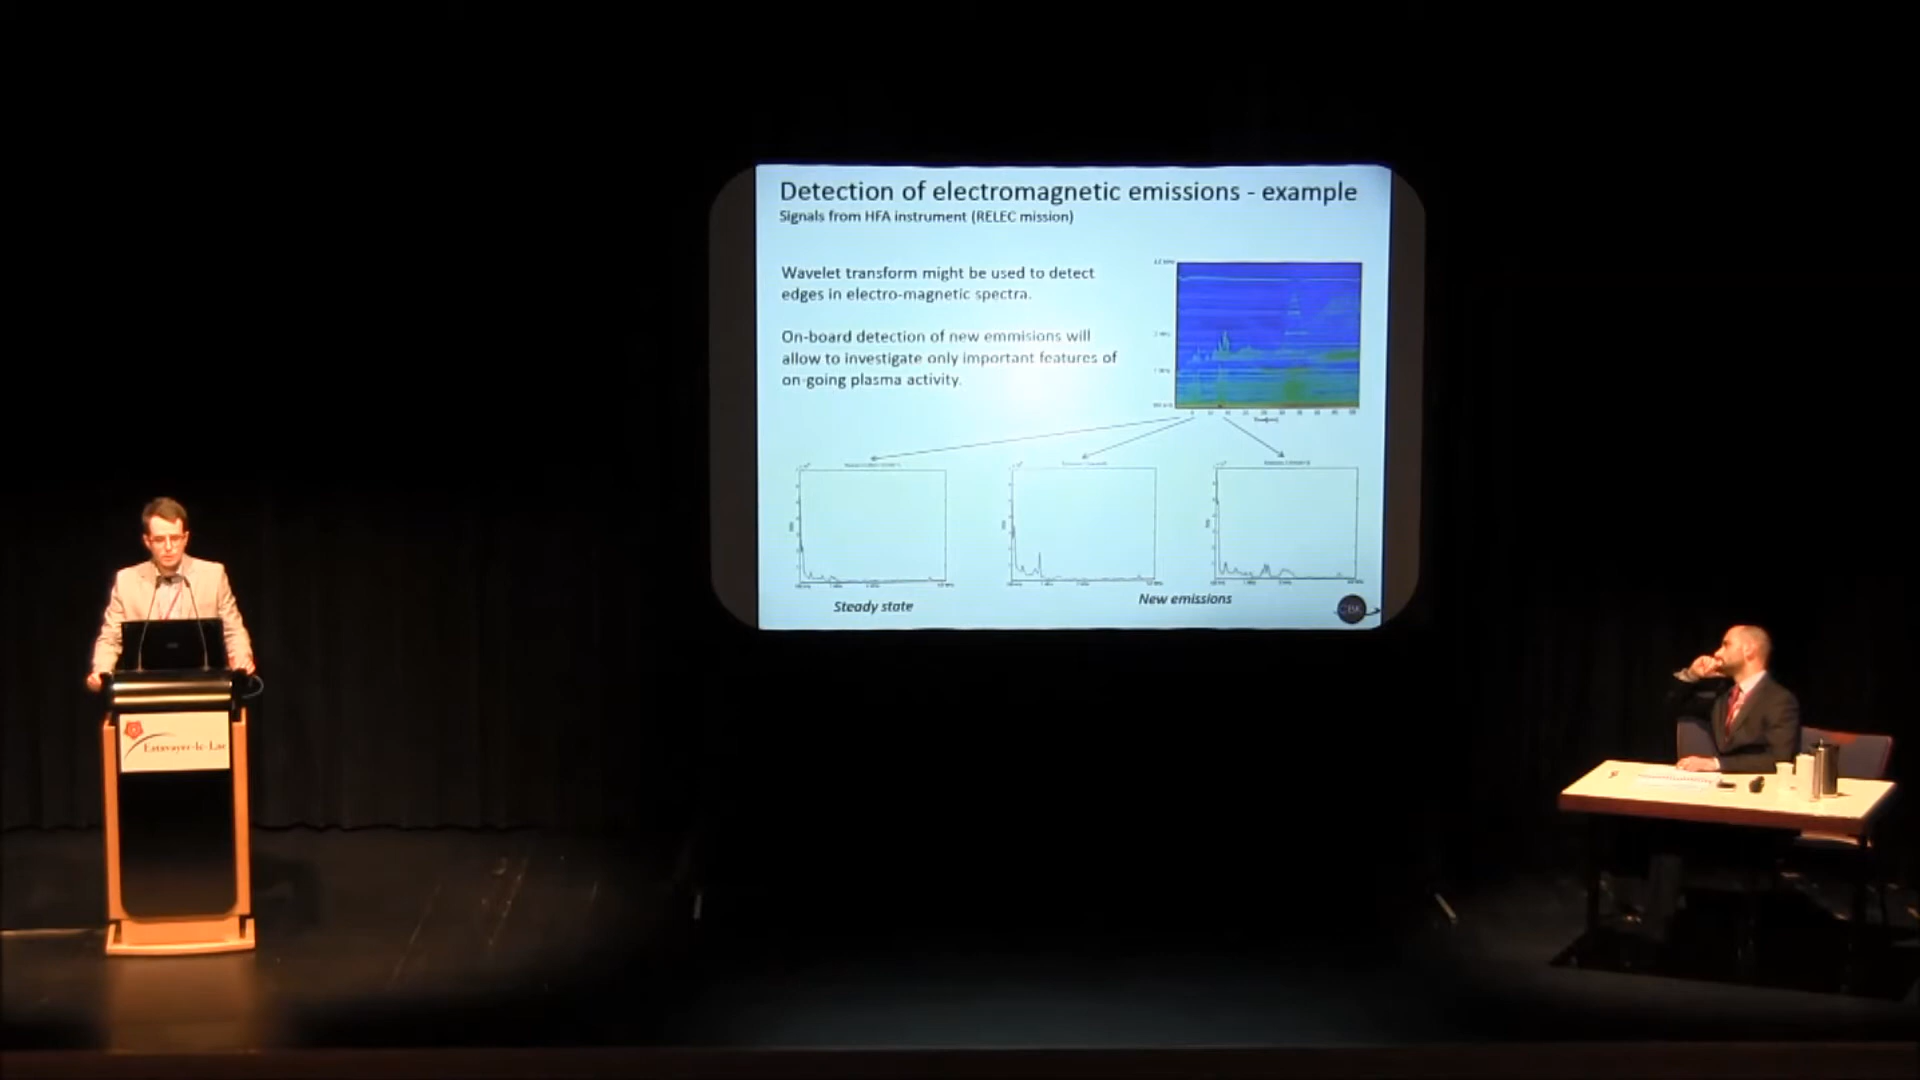 Detection of electromagnetic emissions - example
Signals from HFA instrument (RELEC mission)
Wavelet transform might be used to detect
edges in electro-magnetic spectra.
On-board detection of new emmisions will
allow to investigate only important features of
on-going plasma activity.
Steady state
New emissions
CBK
Estavayer-le-Lac